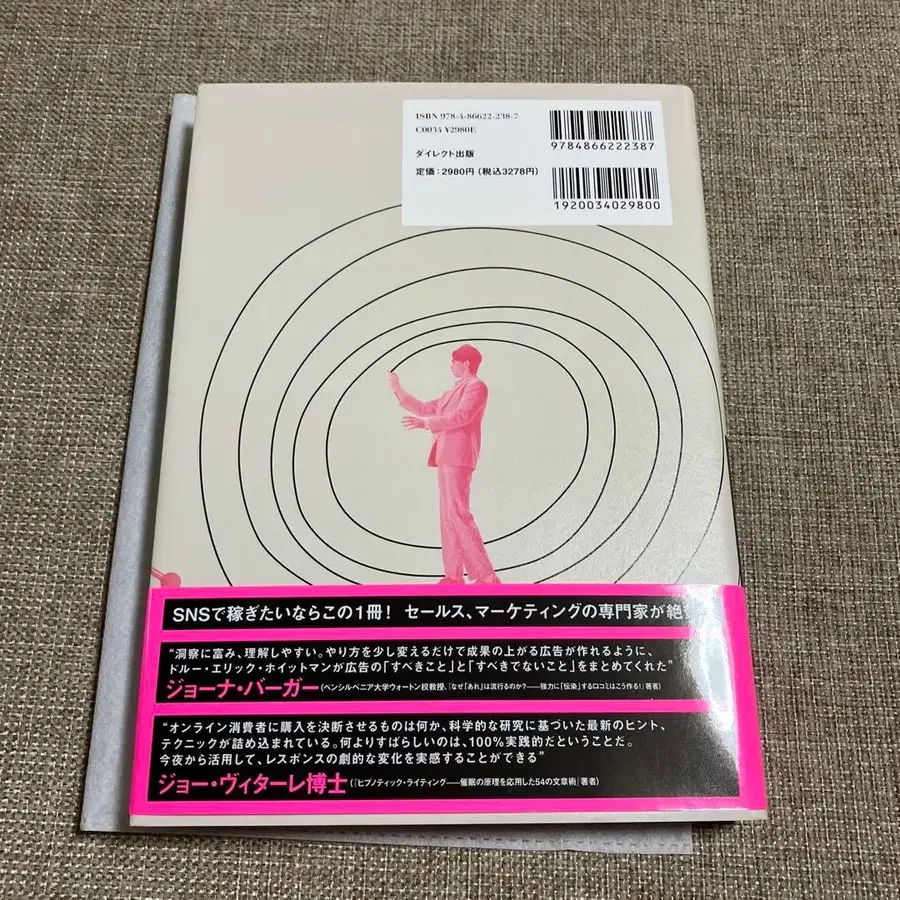 ISBN 978-4-86622-238-7
C0034 ¥2980E
ダイレクト出版
定価：2980円（税込3278円）
9784866222387
1920034029800
SNSで稼ぎたいならこの1冊！ セールス、マーケティングの専門家が絶
“洞察に富み、理解しやすい。やり方を少し変えるだけで成果の上がる広告が作れるように、
ドルー・エリック・ホイットマンが広告の「すべきこと」と「すべきでないこと」をまとめてくれた”
ジョーナ・バーガー（ペンシルベニア大学ウォートン校教授、『なぜ「あれ」は流行るのか？――強力に「伝染」する口コミはこう作る！』著者）
“オンライン消費者に購入を決断させるものは何か、科学的な研究に基づいた最新のヒント、
テクニックが詰め込まれている。何よりすばらしいのは、100%実践的だということだ。
今夜から活用して、レスポンスの劇的な変化を実感することができる”
ジョー・ヴィターレ博士（『ヒプノティック・ライティング――催眠の原理を応用した54の文章術』著者）